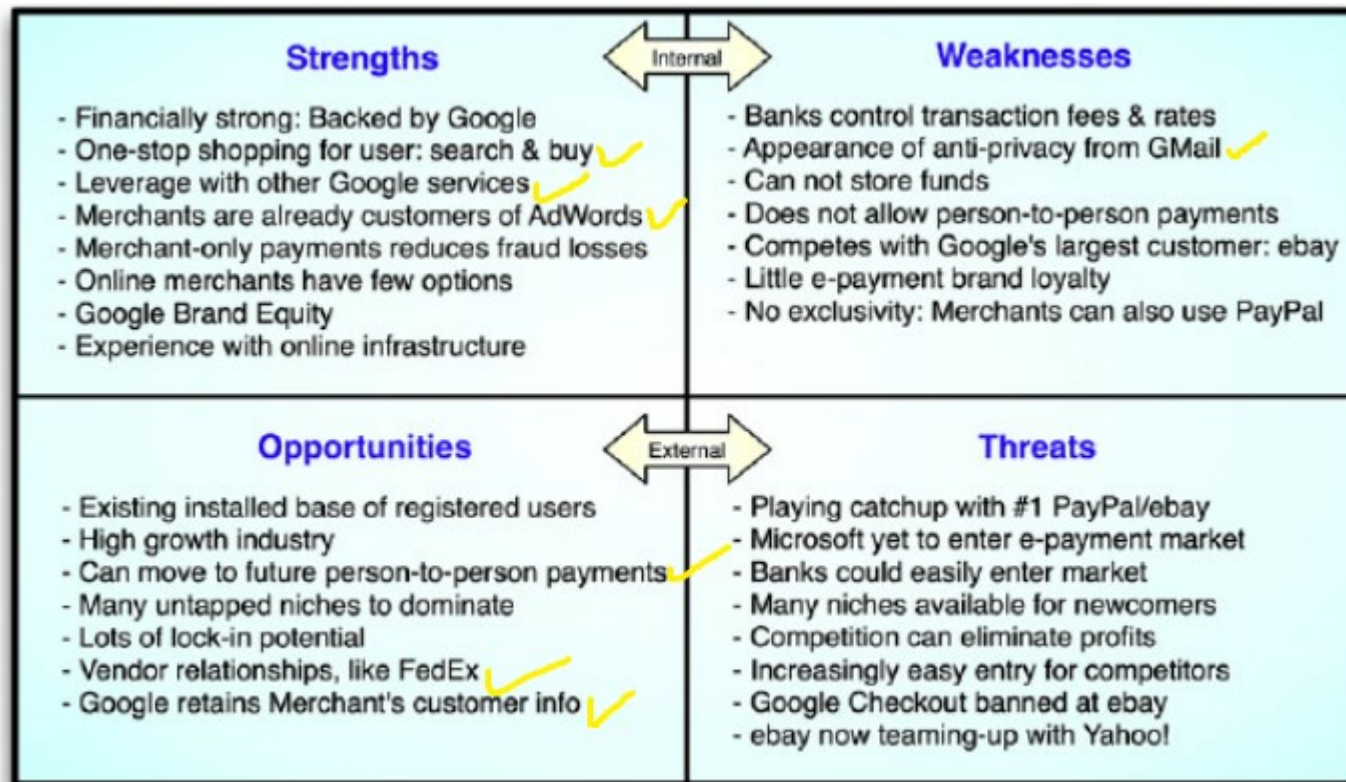 Strengths
Internal
Weaknesses
- Financially strong: Backed by Google
- One-stop shopping for user: search & buy
- Leverage with other Google services
- Merchants are already customers of AdWords
- Merchant-only payments reduces fraud losses
- Online merchants have few options
- Google Brand Equity
- Experience with online infrastructure
- Banks control transaction fees & rates
- Appearance of anti-privacy from GMail
- Can not store funds
- Does not allow person-to-person payments
- Competes with Google's largest customer: ebay
- Little e-payment brand loyalty
- No exclusivity: Merchants can also use PayPal
Opportunities
External
Threats
- Existing installed base of registered users
- High growth industry
- Can move to future person-to-person payments
- Many untapped niches to dominate
- Lots of lock-in potential
- Vendor relationships, like FedEx
- Google retains Merchant's customer info
- Playing catchup with #1 PayPal/ebay
- Microsoft yet to enter e-payment market
- Banks could easily enter market
- Many niches available for newcomers
- Competition can eliminate profits
- Increasingly easy entry for competitors
- Google Checkout banned at ebay
- ebay now teaming-up with Yahoo!